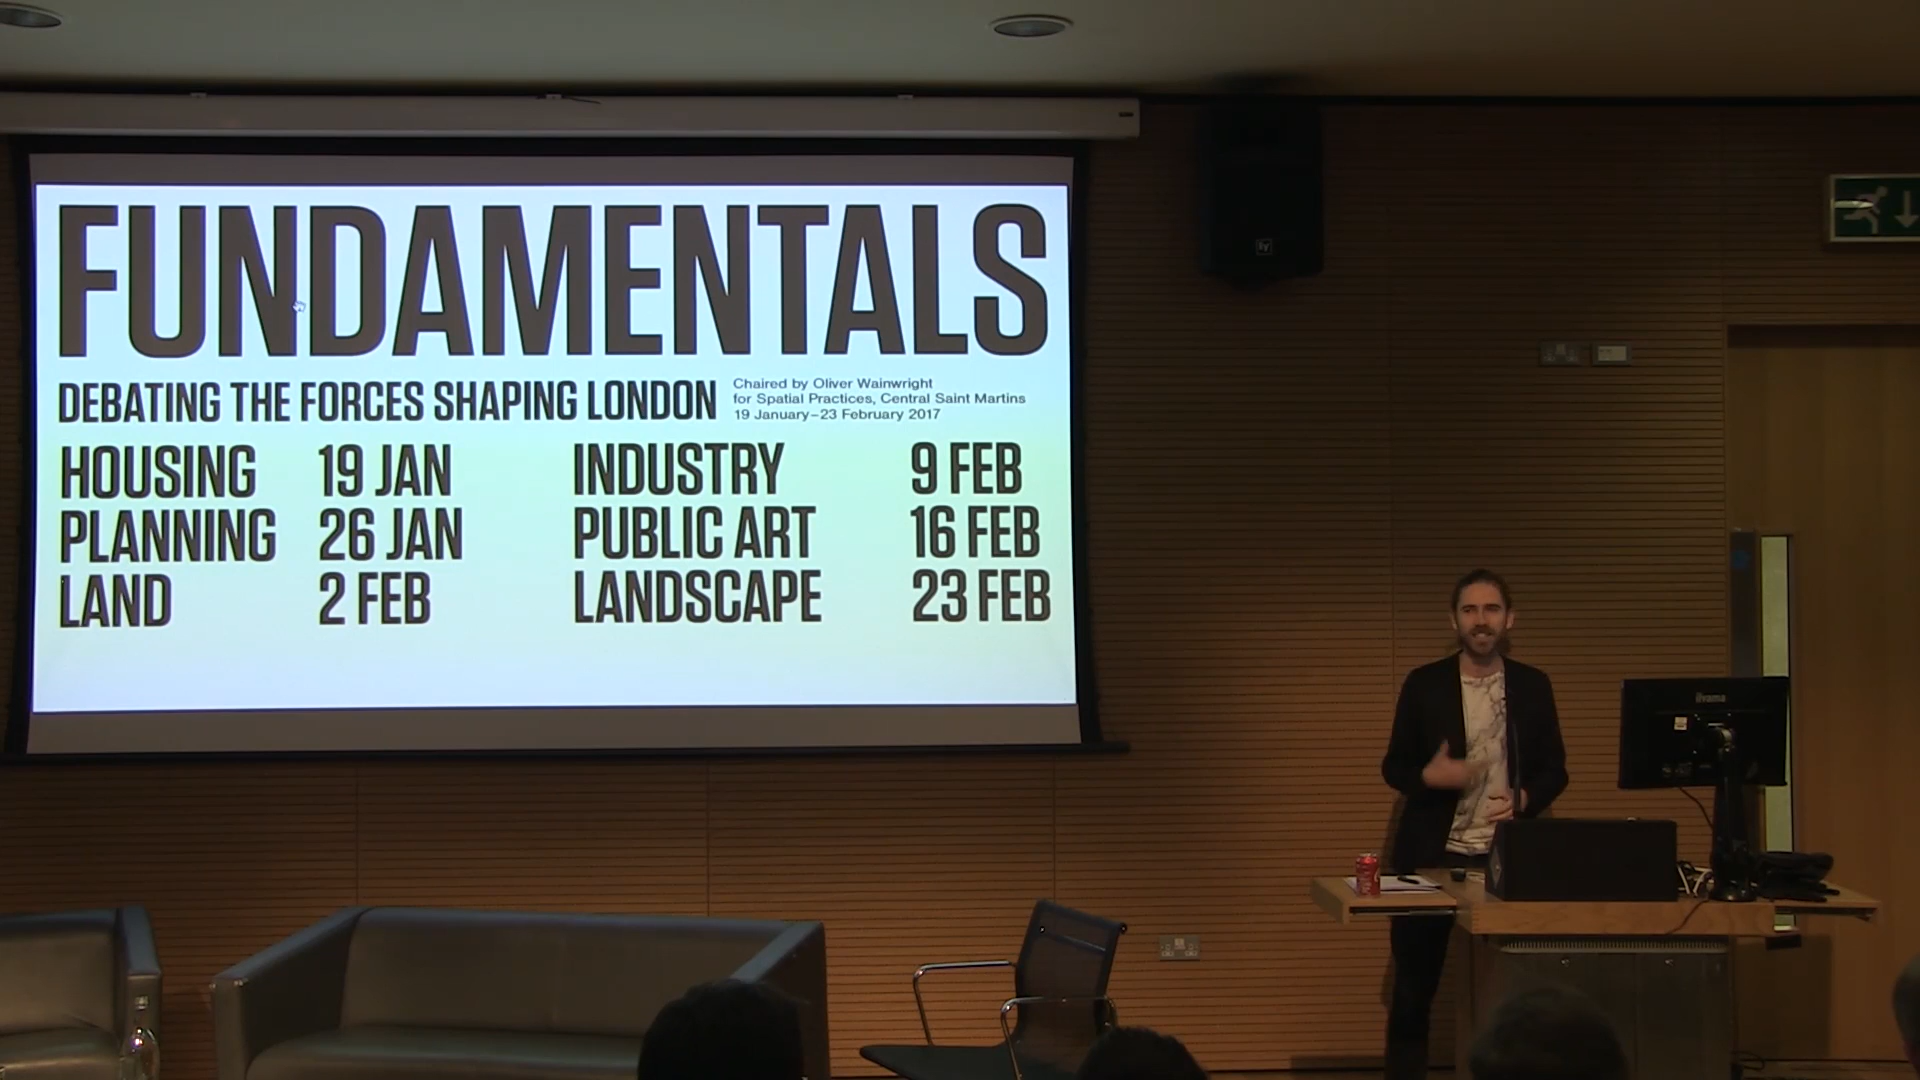 FUNDAMENTALS
DEBATING THE FORCES SHAPING LONDON
Chaired by Oliver Wainwright
for Spatial Practices, Central Saint Martins
19 January–23 February 2017
HOUSING 19 JAN INDUSTRY 9 FEB
PLANNING 26 JAN PUBLIC ART 16 FEB
LAND 2 FEB LANDSCAPE 23 FEB
iiyama